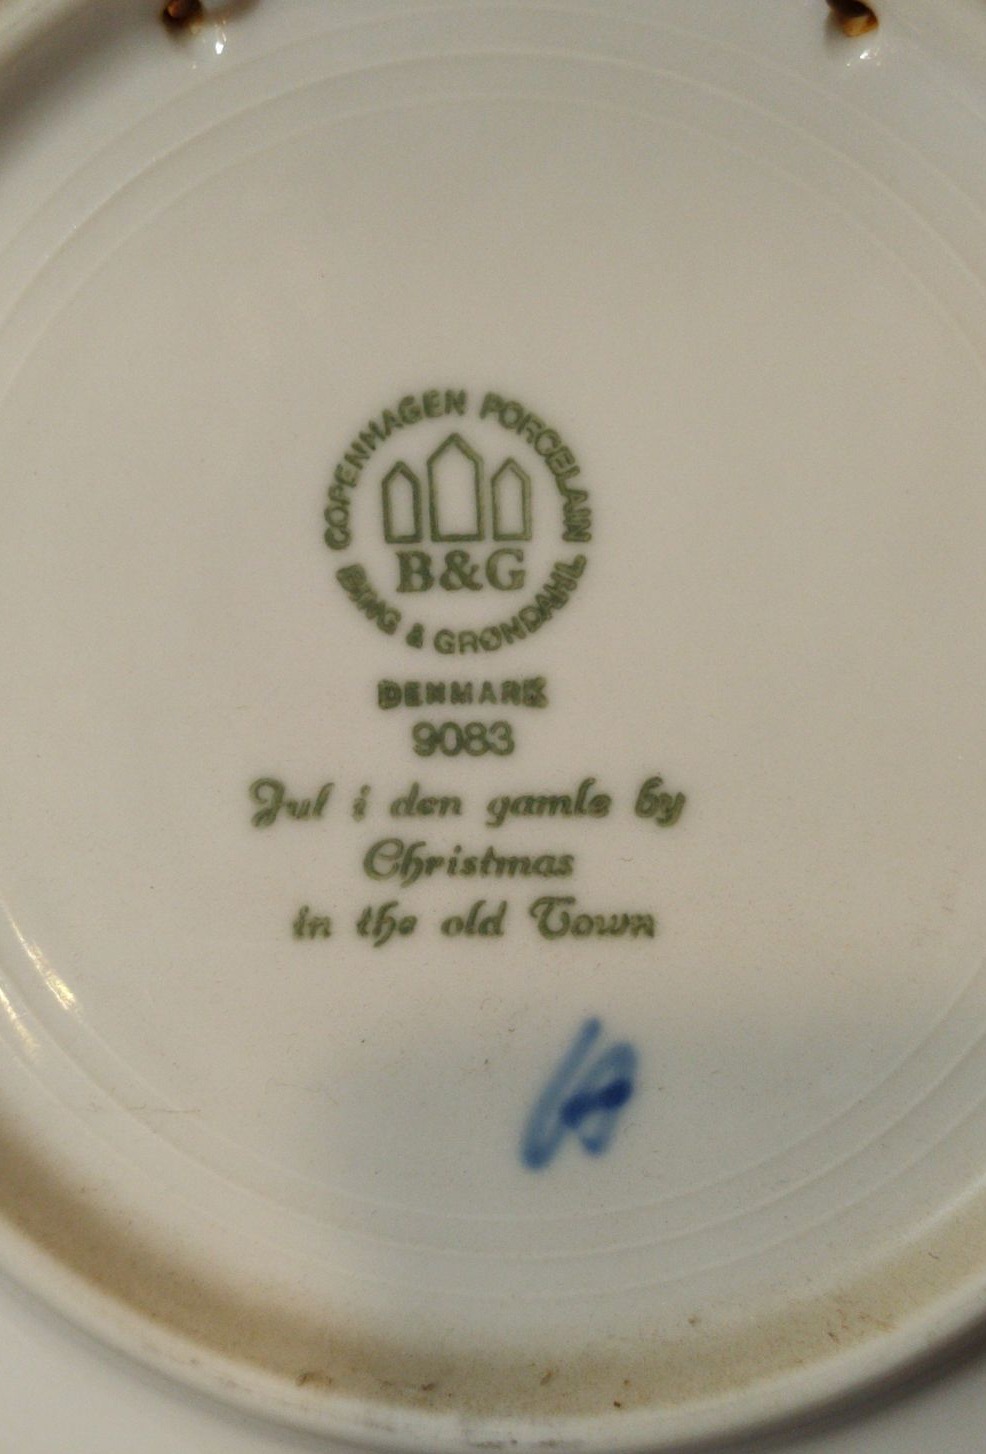 COPENHAGEN PORCELAIN
B&G
BING & GRØNDAHL
DENMARK
9083
Jul i den gamle by
Christmas
in the old Town